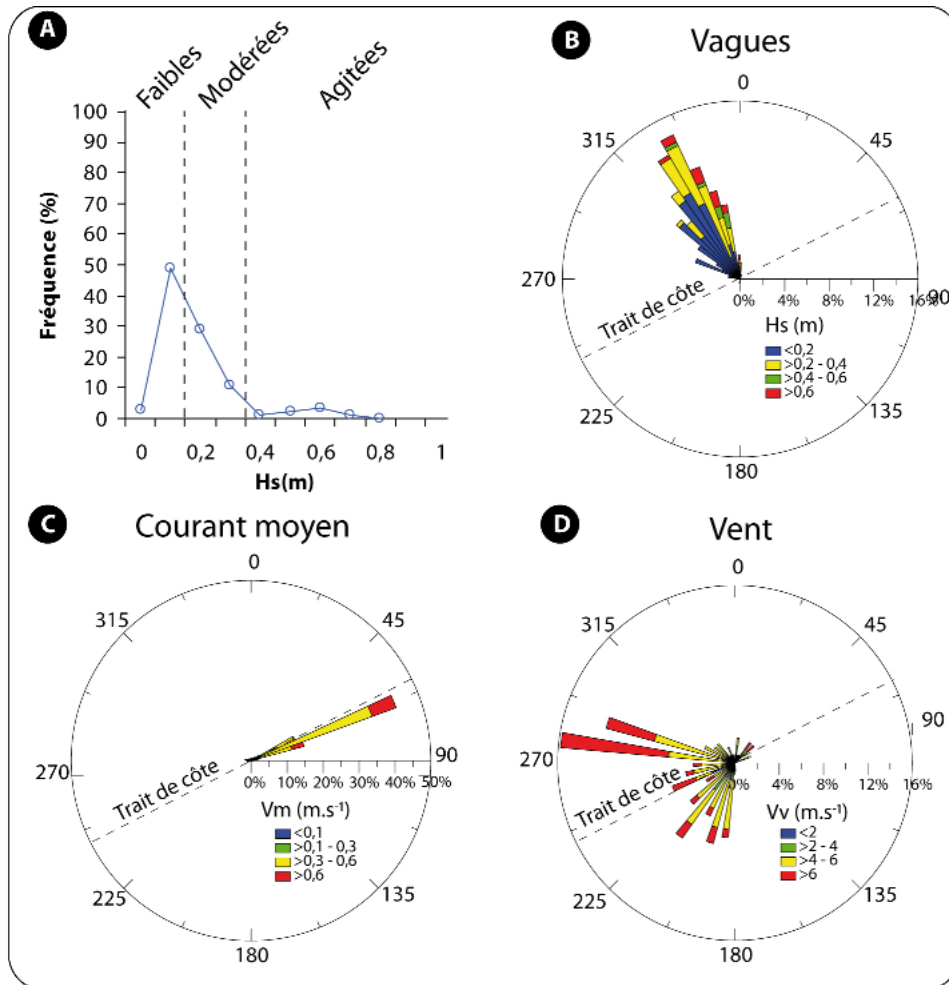 A
Faibles
Modérées
Agitées
100
90
80
70
60
50
40
30
20
10
0
Fréquence (%)
0 0,2 0,4 0,6 0,8 1
Hs(m)
B
Vagues
0
315 45
270 90
225 135
180
Trait de côte
0% 4% 8% 12% 16%
Hs (m)
<0,2
>0,2 - 0,4
>0,4 - 0,6
>0,6
C
Courant moyen
0
315 45
270 90
225 135
180
Trait de côte
0% 10% 20% 30% 40% 50%
Vm (m.s⁻¹)
<0,1
>0,1 - 0,3
>0,3 - 0,6
>0,6
D
Vent
0
315 45
270 90
225 135
180
Trait de côte
0% 4% 8% 12% 16%
Vv (m.s⁻¹)
<2
>2 - 4
>4 - 6
>6